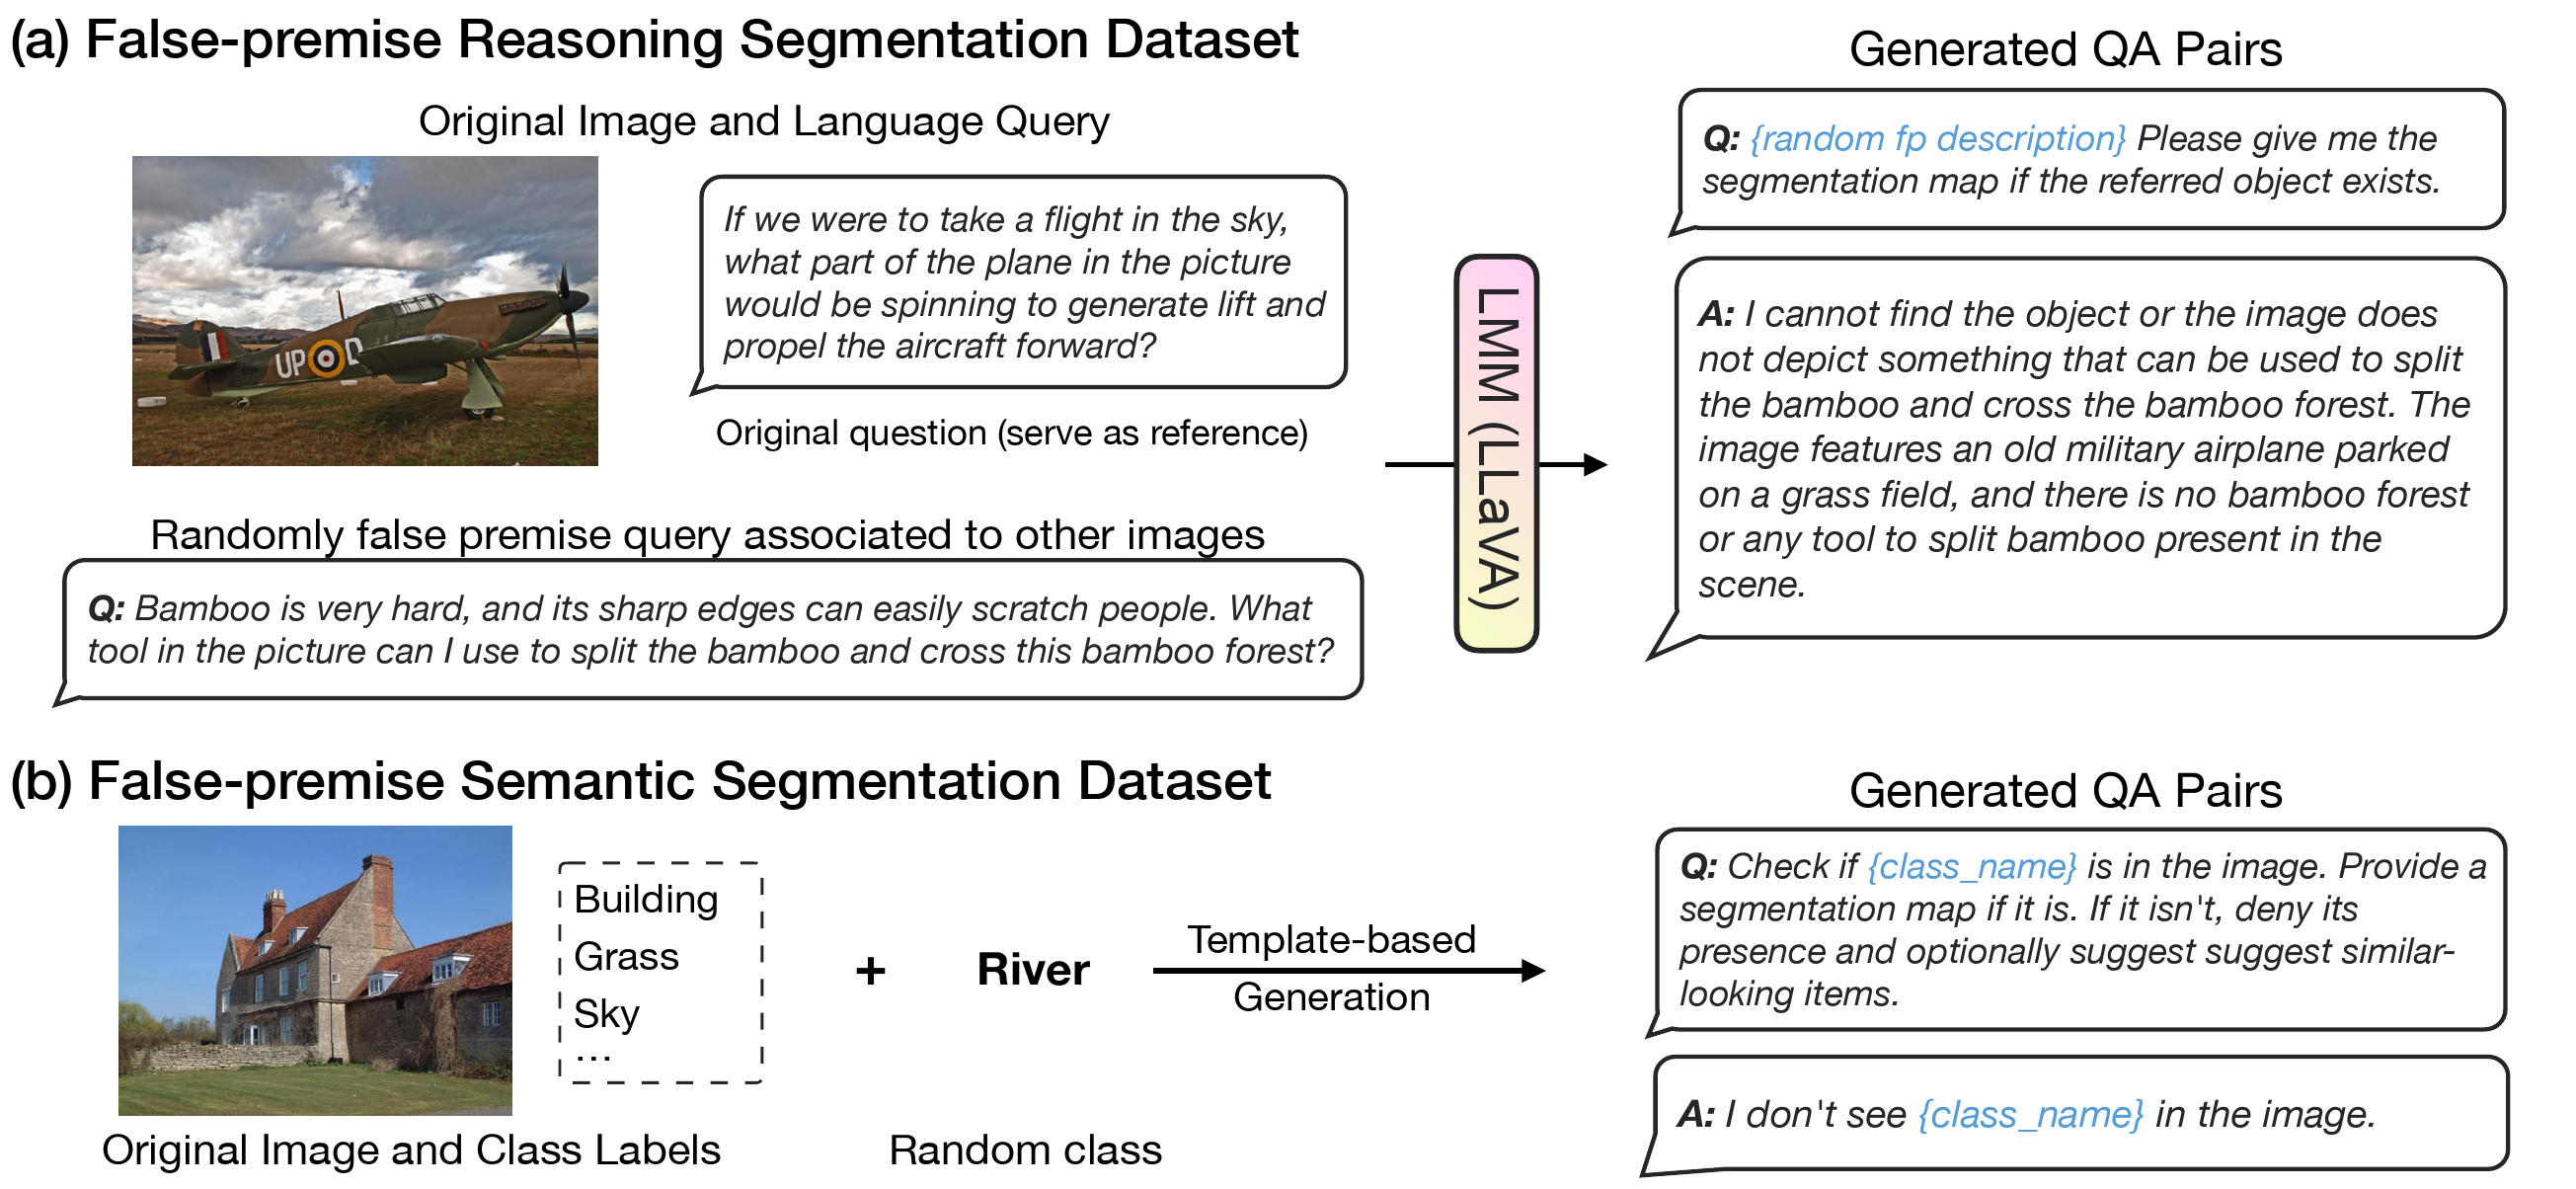 (a) False-premise Reasoning Segmentation Dataset
Original Image and Language Query
UP D
If we were to take a flight in the sky,
what part of the plane in the picture
would be spinning to generate lift and
propel the aircraft forward?
Original question (serve as reference)
Randomly false premise query associated to other images
Q: Bamboo is very hard, and its sharp edges can easily scratch people. What
tool in the picture can I use to split the bamboo and cross this bamboo forest?
LMM (LLaVA)
Generated QA Pairs
Q: {random fp description} Please give me the
segmentation map if the referred object exists.
A: I cannot find the object or the image does
not depict something that can be used to split
the bamboo and cross the bamboo forest. The
image features an old military airplane parked
on a grass field, and there is no bamboo forest
or any tool to split bamboo present in the
scene.
(b) False-premise Semantic Segmentation Dataset
Original Image and Class Labels
Building
Grass
Sky
...
+
River
Random class
Template-based
Generation
Generated QA Pairs
Q: Check if {class_name} is in the image. Provide a
segmentation map if it is. If it isn't, deny its
presence and optionally suggest suggest similar-
looking items.
A: I don't see {class_name} in the image.